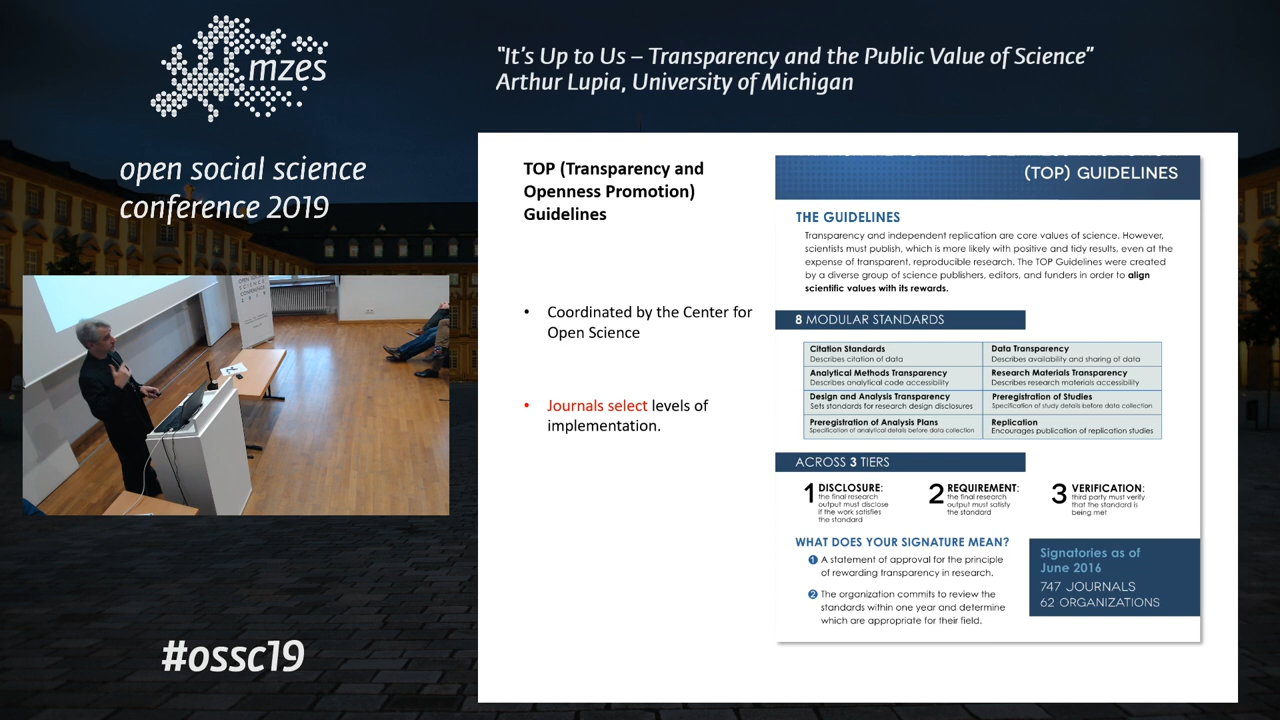 mzes
open social science
conference 2019
"It's Up to Us – Transparency and the Public Value of Science"
Arthur Lupia, University of Michigan
TOP (Transparency and
Openness Promotion)
Guidelines
• Coordinated by the Center for
Open Science
• Journals select levels of
implementation.
(TOP) GUIDELINES
THE GUIDELINES
Transparency and independent replication are core values of science. However,
scientists must publish, which is more likely with positive and tidy results, even at the
expense of transparent, reproducible research. The TOP Guidelines were created
by a diverse group of science publishers, editors, and funders in order to align
scientific values with its rewards.
8 MODULAR STANDARDS
Citation Standards
Describes citation of data
Data Transparency
Describes availability and sharing of data
Analytical Methods Transparency
Describes analytical code accessibility
Research Materials Transparency
Describes research materials accessibility
Design and Analysis Transparency
Sets standards for research design disclosures
Preregistration of Studies
Specification of study details before data collection
Preregistration of Analysis Plans
Specification of analytical details before data collection
Replication
Encourages publication of replication studies
ACROSS 3 TIERS
1 DISCLOSURE:
the final research
output must disclose
if the work satisfies
the standard
2 REQUIREMENT:
the final research
output must satisfy
the standard
3 VERIFICATION:
third party must verify
that the standard is
being met
WHAT DOES YOUR SIGNATURE MEAN?
1 A statement of approval for the principle
of rewarding transparency in research.
2 The organization commits to review the
standards within one year and determine
which are appropriate for their field.
Signatories as of
June 2016
747 JOURNALS
62 ORGANIZATIONS
OPEN SOCIAL
SCIENCE
CONFERENCE
2019
#ossc19